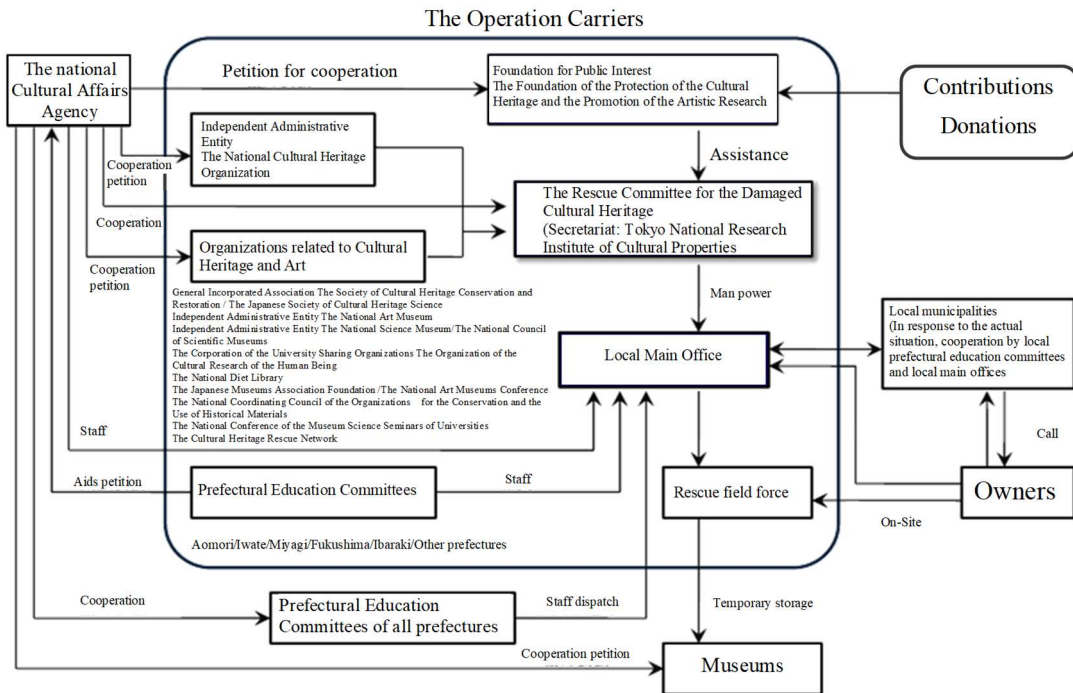 The Operation Carriers
The national
Cultural Affairs
Agency
Petition for cooperation
Foundation for Public Interest
The Foundation of the Protection of the Cultural
Heritage and the Promotion of the Artistic Research
Contributions
Donations
Independent Administrative
Entity
The National Cultural Heritage
Organization
Cooperation
petition
Assistance
Cooperation
The Rescue Committee for the Damaged
Cultural Heritage
(Secretariat: Tokyo National Research
Institute of Cultural Properties
Organizations related to Cultural
Heritage and Art
Cooperation
petition
General Incorporated Association The Society of Cultural Heritage Conservation and
Restoration / The Japanese Society of Cultural Heritage Science
Independent Administrative Entity The National Art Museum
Independent Administrative Entity The National Science Museum/The National Council
of Scientific Museums
The Corporation of the University Sharing Organizations The Organization of the
Cultural Research of the Human Being
The National Diet Library
The Japanese Museums Association Foundation /The National Art Museums Conference
The National Coordinating Council of the Organizations for the Conservation and the
Use of Historical Materials
The National Conference of the Museum Science Seminars of Universities
The Cultural Heritage Rescue Network
Man power
Local Main Office
Local municipalities
(In response to the actual
situation, cooperation by local
prefectural education committees
and local main offices
Staff
Call
Aids petition
Prefectural Education Committees
Staff
Rescue field force
Owners
On-Site
Aomori/Iwate/Miyagi/Fukushima/Ibaraki/Other prefectures
Cooperation
Prefectural Education
Committees of all prefectures
Staff dispatch
Temporary storage
Cooperation petition
Museums